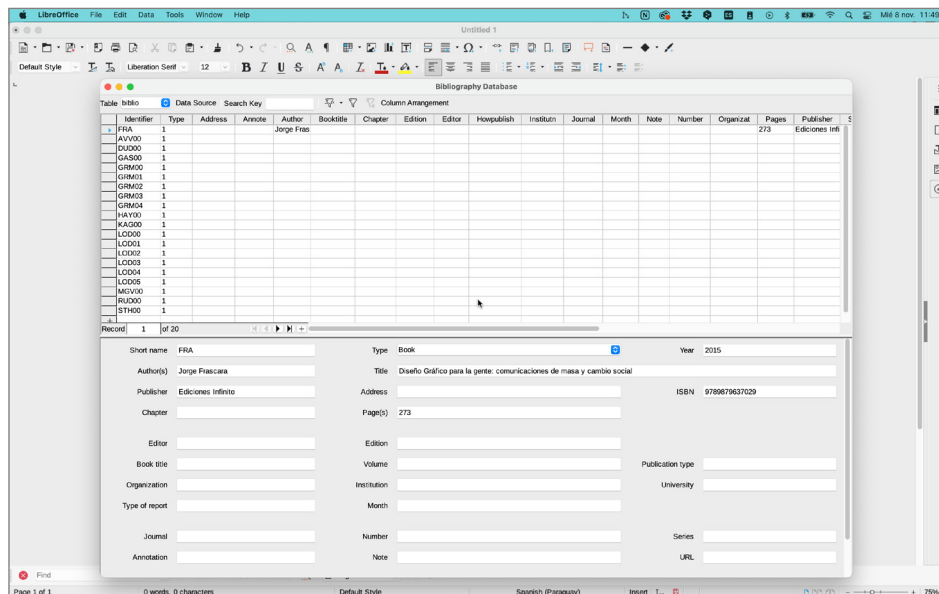 LibreOffice File Edit Data Tools Window Help Mié 8 nov. 11:49
Untitled 1
Default Style Liberation Serif 12
Bibliography Database
Table biblio Data Source Search Key Column Arrangement
Identifier Type Address Annote Author Booktitle Chapter Edition Editor Howpublish Institutn Journal Month Note Number Organizat Pages Publisher S
FRA 1 Jorge Fras 273 Ediciones Infi
AVV00 1
DUD00 1
GAS00 1
GRM00 1
GRM01 1
GRM02 1
GRM03 1
GRM04 1
HAY00 1
KAG00 1
LOD00 1
LOD01 1
LOD02 1
LOD03 1
LOD04 1
LOD05 1
MGV00 1
RUD00 1
STH00 1
Record 1 of 20
Short name FRA Type Book Year 2015
Author(s) Jorge Frascara Title Diseño Gráfico para la gente: comunicaciones de masa y cambio social
Publisher Ediciones Infinito Address ISBN 9789879637029
Chapter Page(s) 273
Editor Edition
Book title Volume Publication type
Organization Institution University
Type of report Month
Journal Number Series
Annotation Note URL
Find
Page 1 of 1 0 words, 0 characters Default Style Spanish (Paraguay) Insert 75%